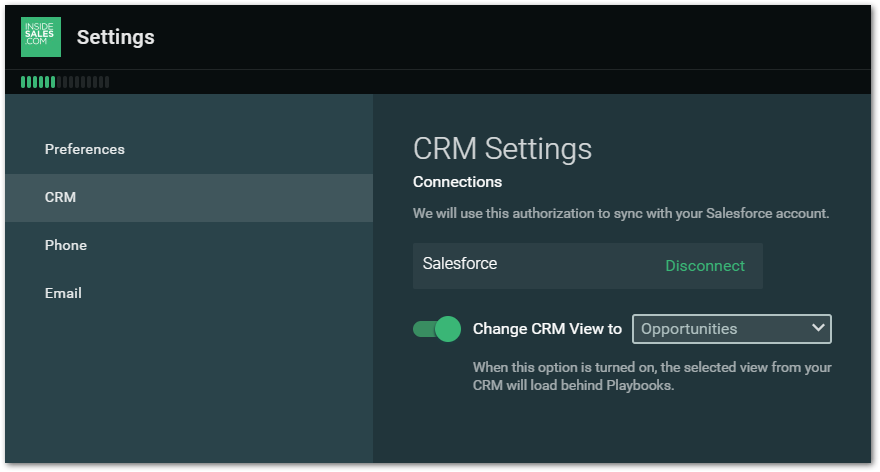 INSIDE
SALES
.COM
Settings
Preferences
CRM
Phone
Email
CRM Settings
Connections
We will use this authorization to sync with your Salesforce account.
Salesforce
Disconnect
Change CRM View to
Opportunities
When this option is turned on, the selected view from your
CRM will load behind Playbooks.